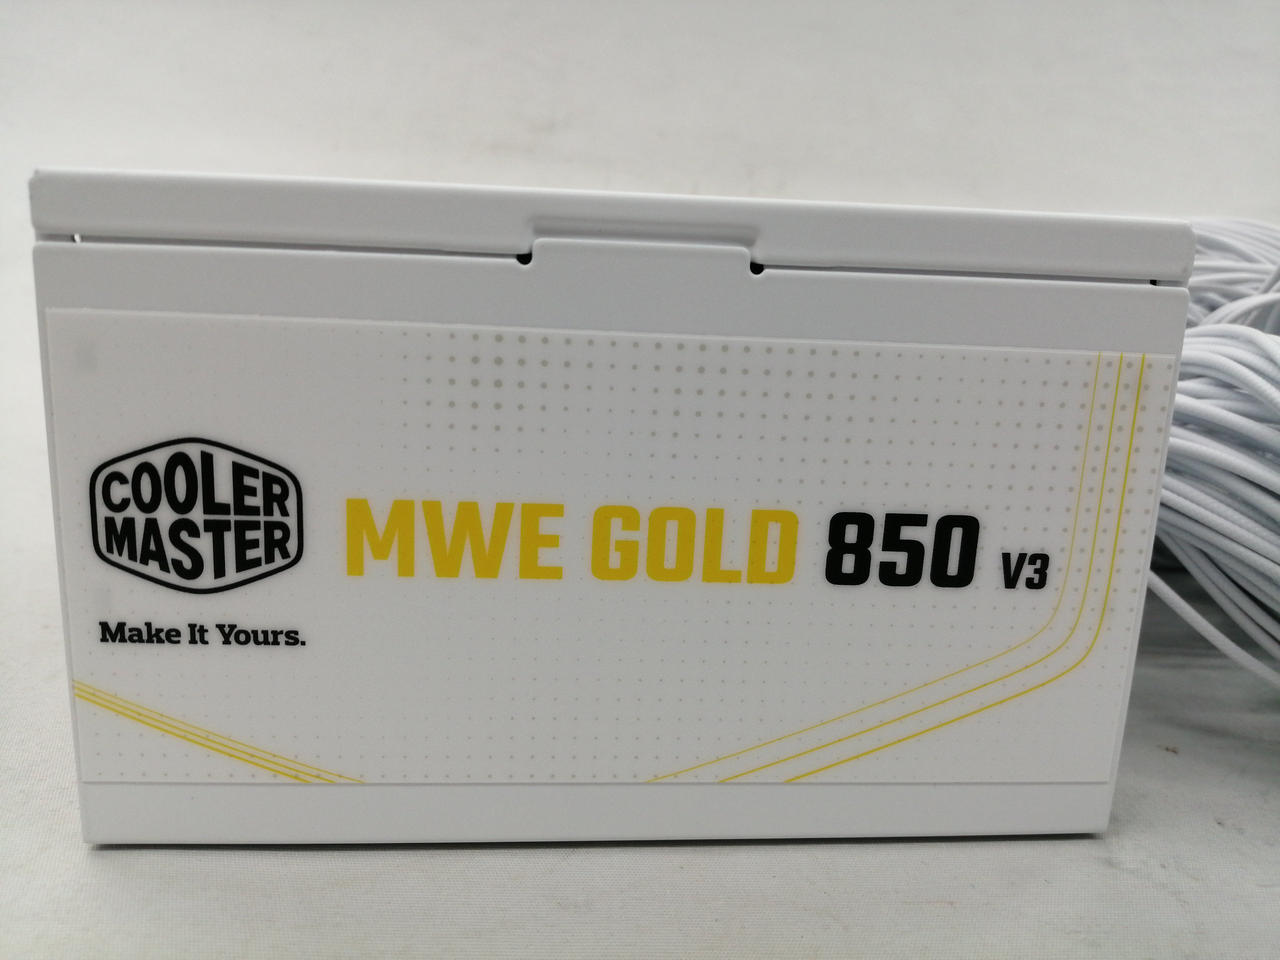 COOLER
MASTER
Make It Yours.
MWE GOLD 850 V3